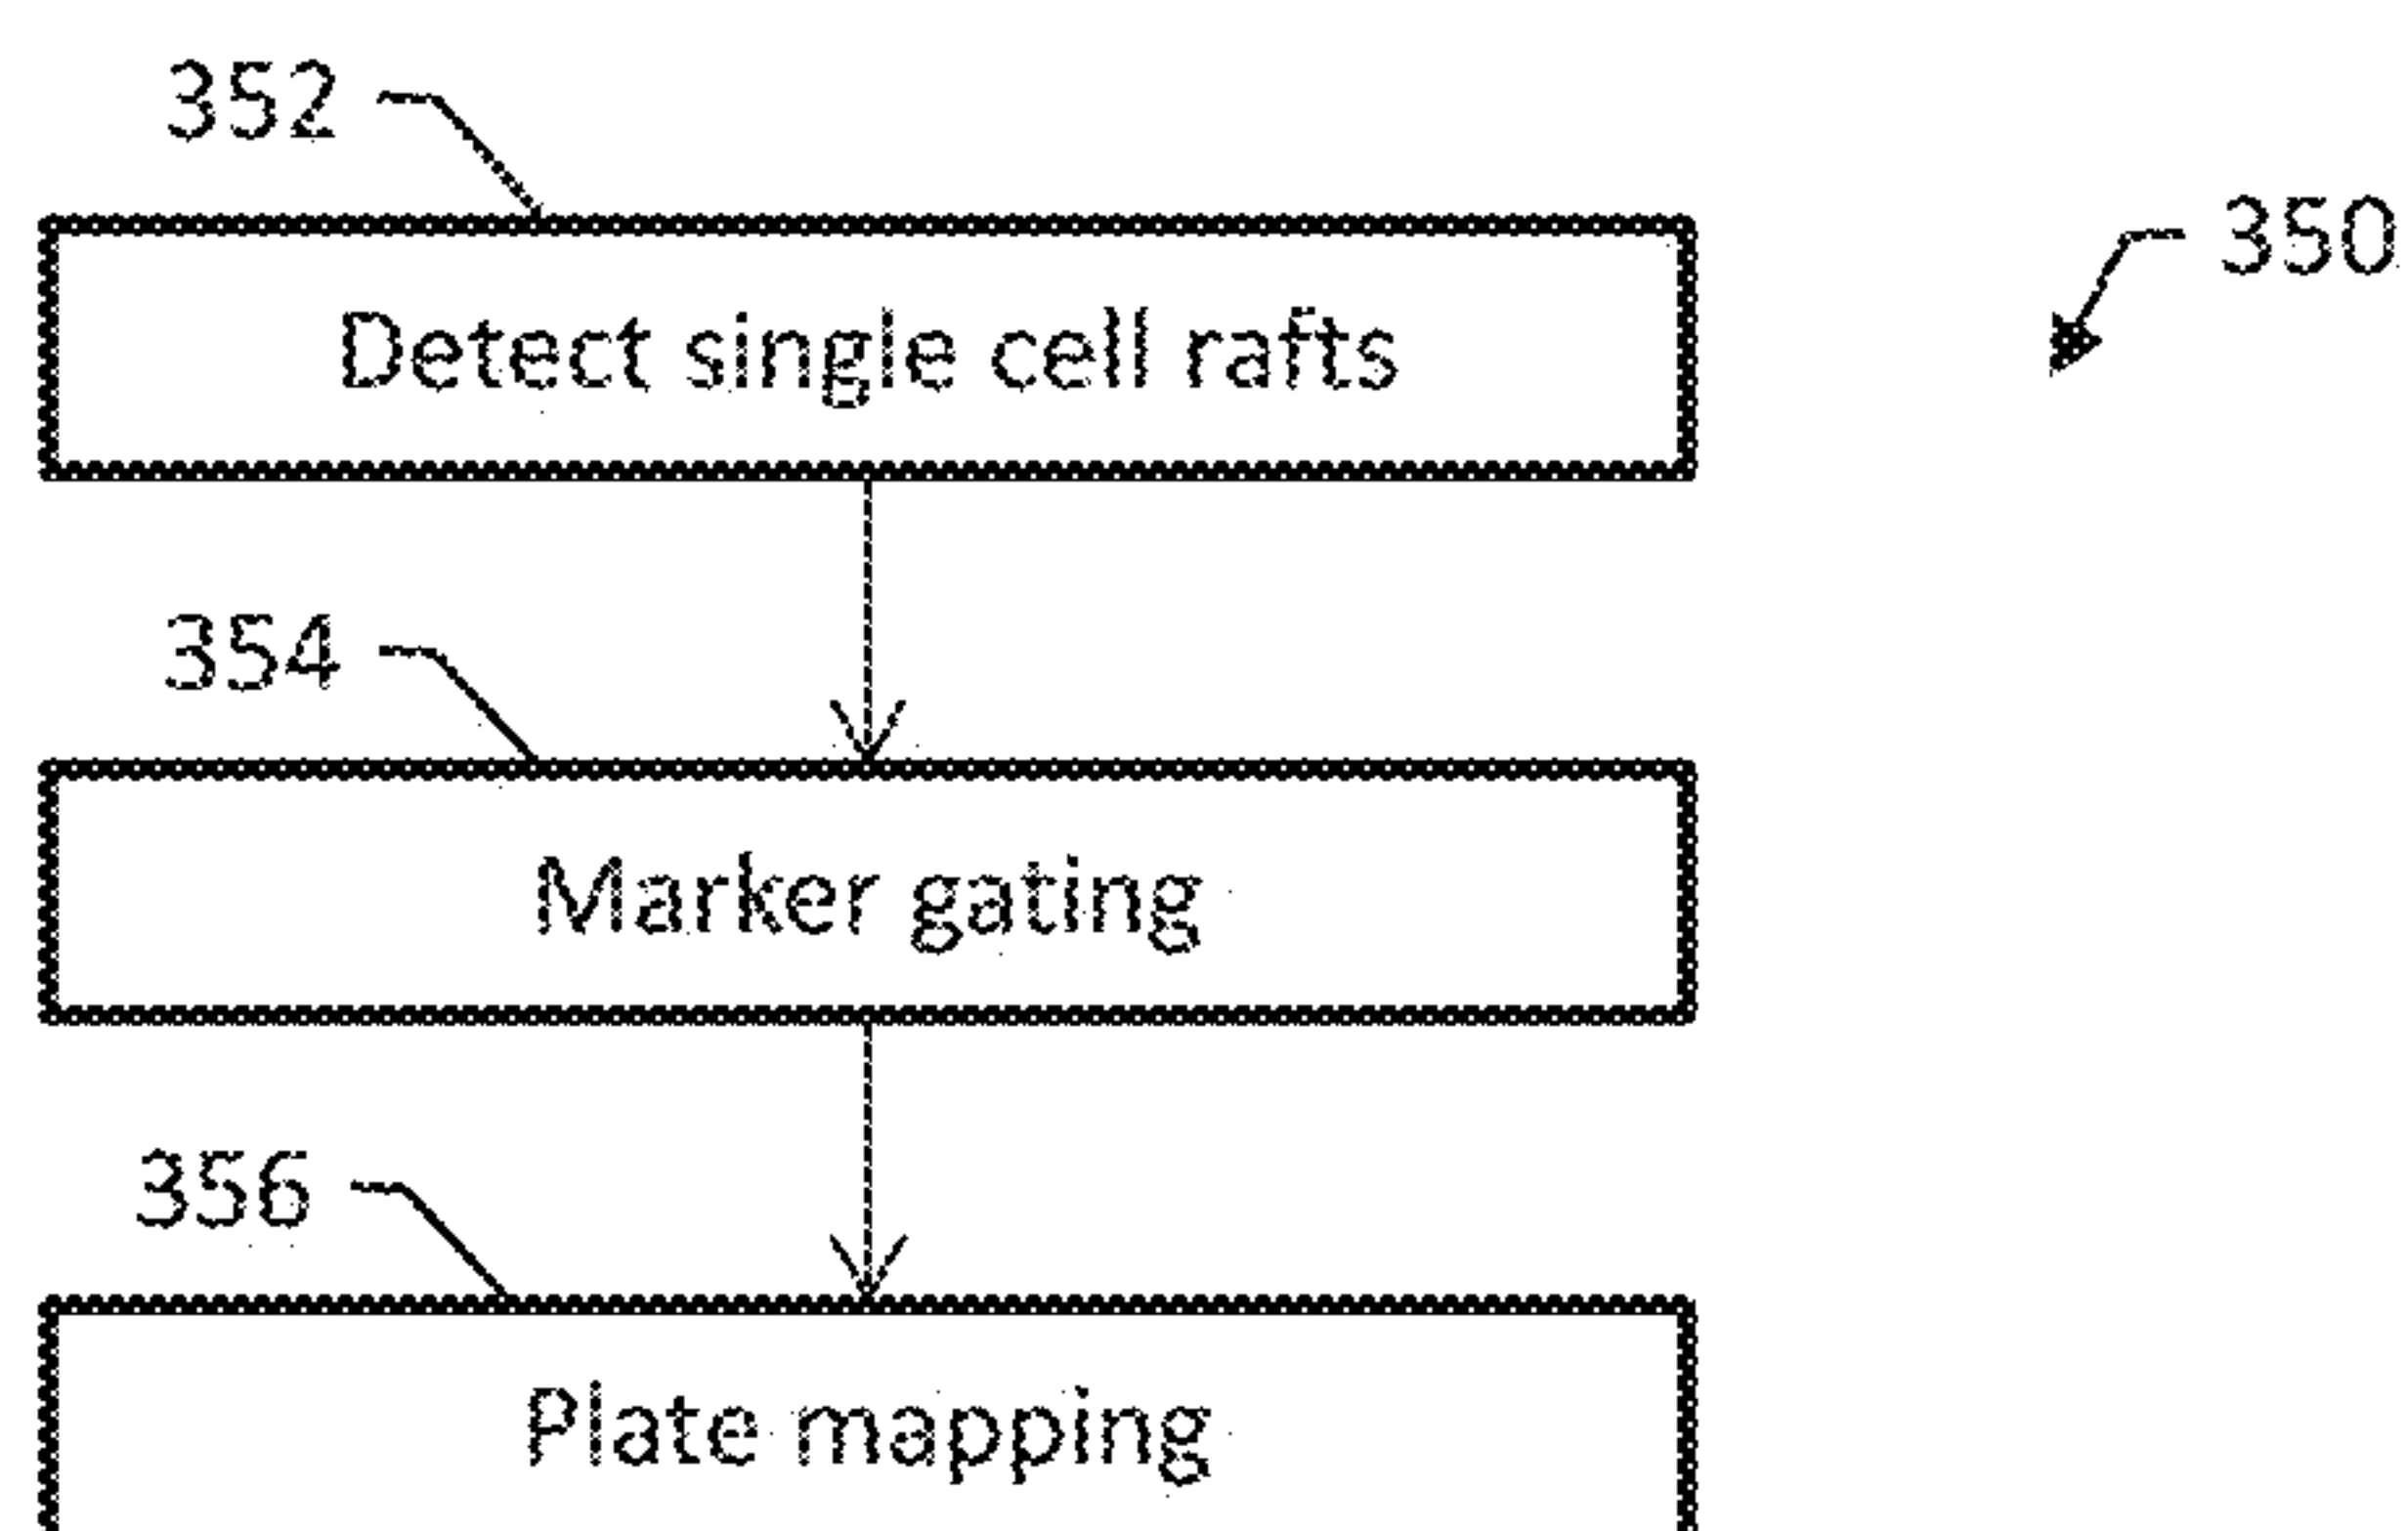 352
350
Detect single cell rafts
354
Marker gating
356
Plate mapping